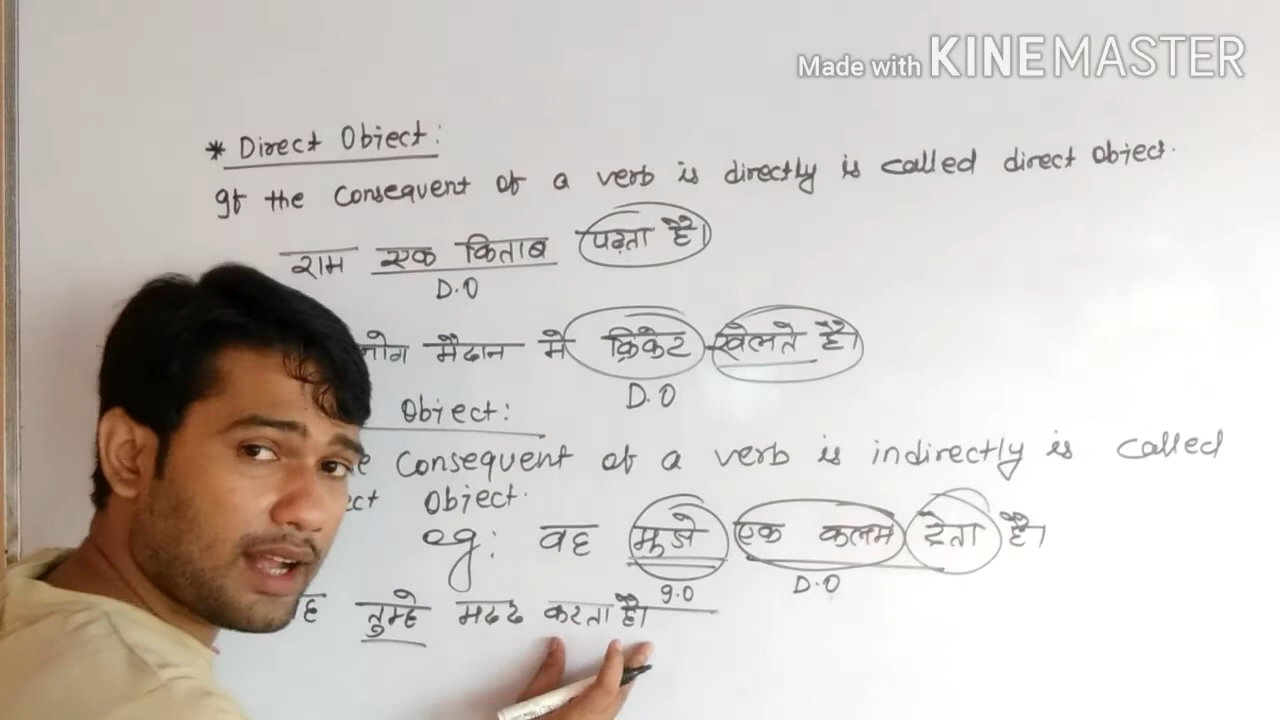 Made with KINEMASTER
* Direct Object:
If the consequent of a verb is directly is called direct object.
राम एक किताब पढ़ता है।
D.O
लोग मैदान मे क्रिकेट खेलते है।
D.O
Object:
consequent of a verb is indirectly is called
object.
eg: वह मुझे एक कलम देता है।
I.O D.O
तुम्हे मदद करता है।